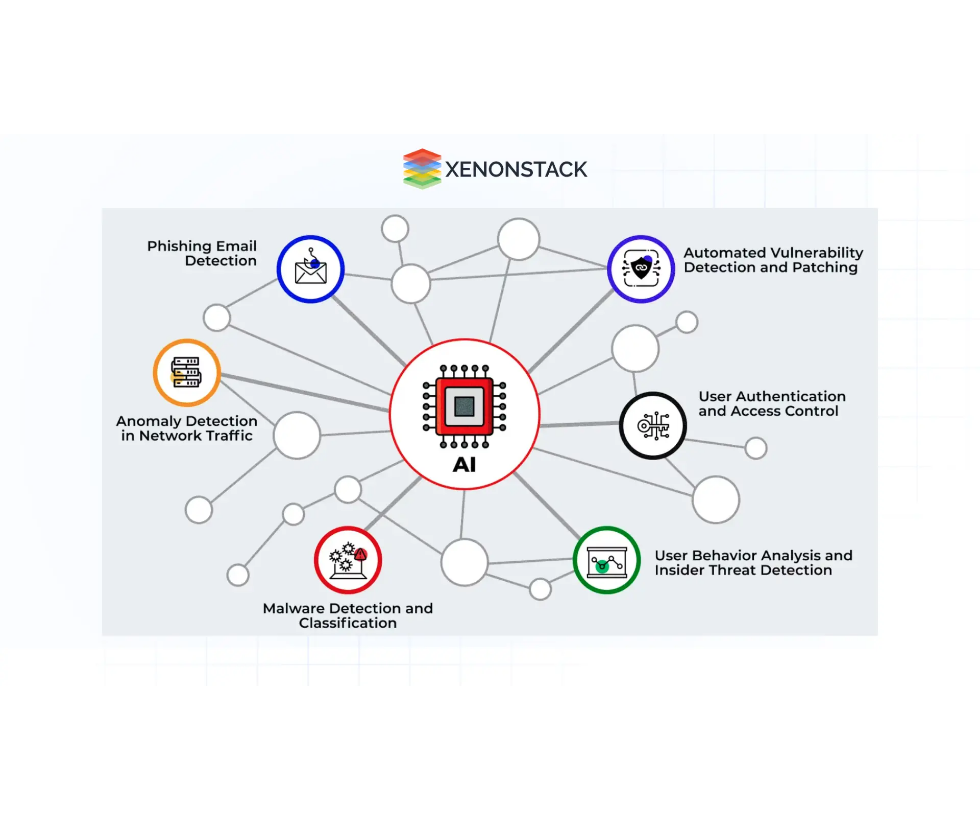 XENONSTACK
Phishing Email
Detection
Automated Vulnerability
Detection and Patching
Anomaly Detection
in Network Traffic
User Authentication
and Access Control
AI
Malware Detection and
Classification
User Behavior Analysis and
Insider Threat Detection